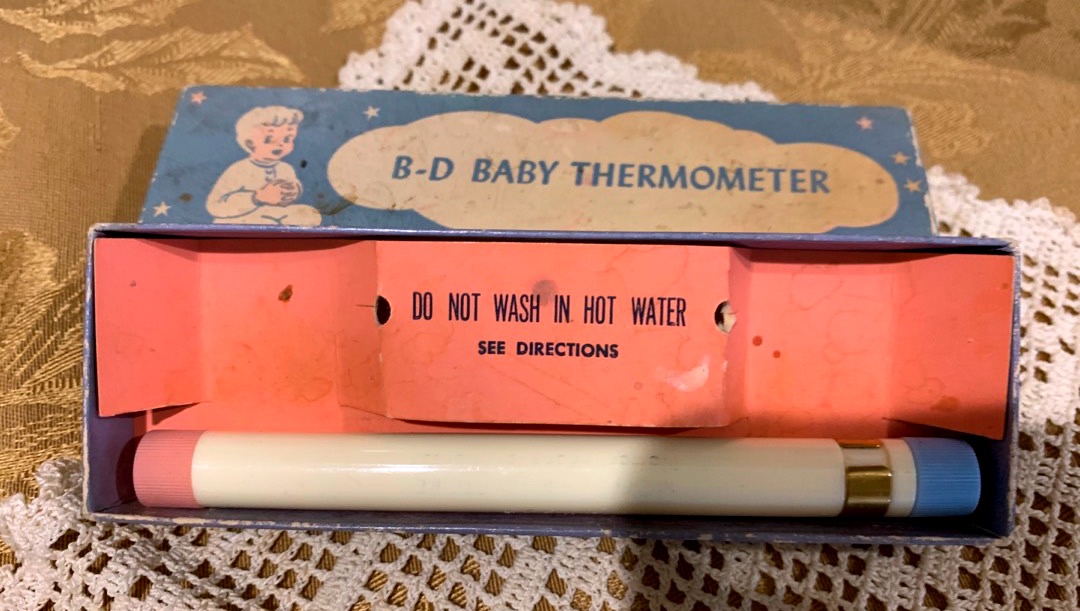 B-D BABY THERMOMETER
DO NOT WASH IN HOT WATER
SEE DIRECTIONS